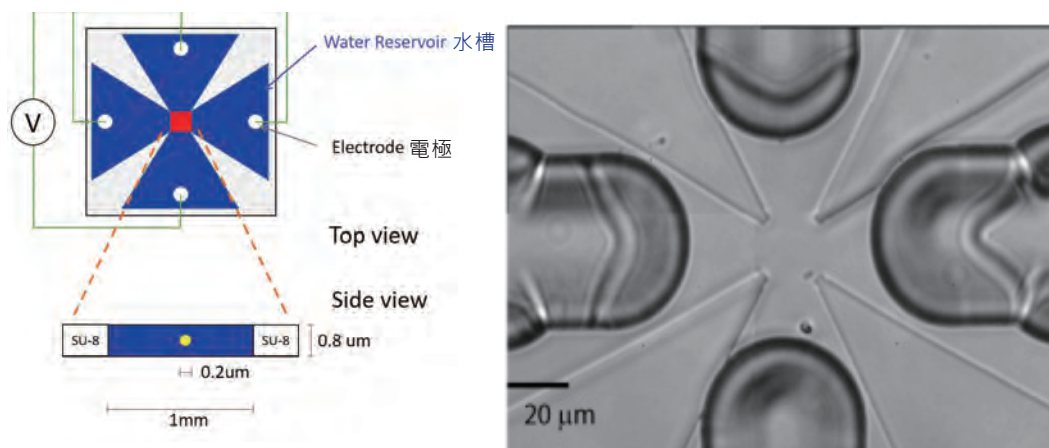 Water Reservoir 水槽
V
Electrode 電極
Top view
Side view
SU-8
SU-8
0.8 um
0.2um
1mm
20 μm